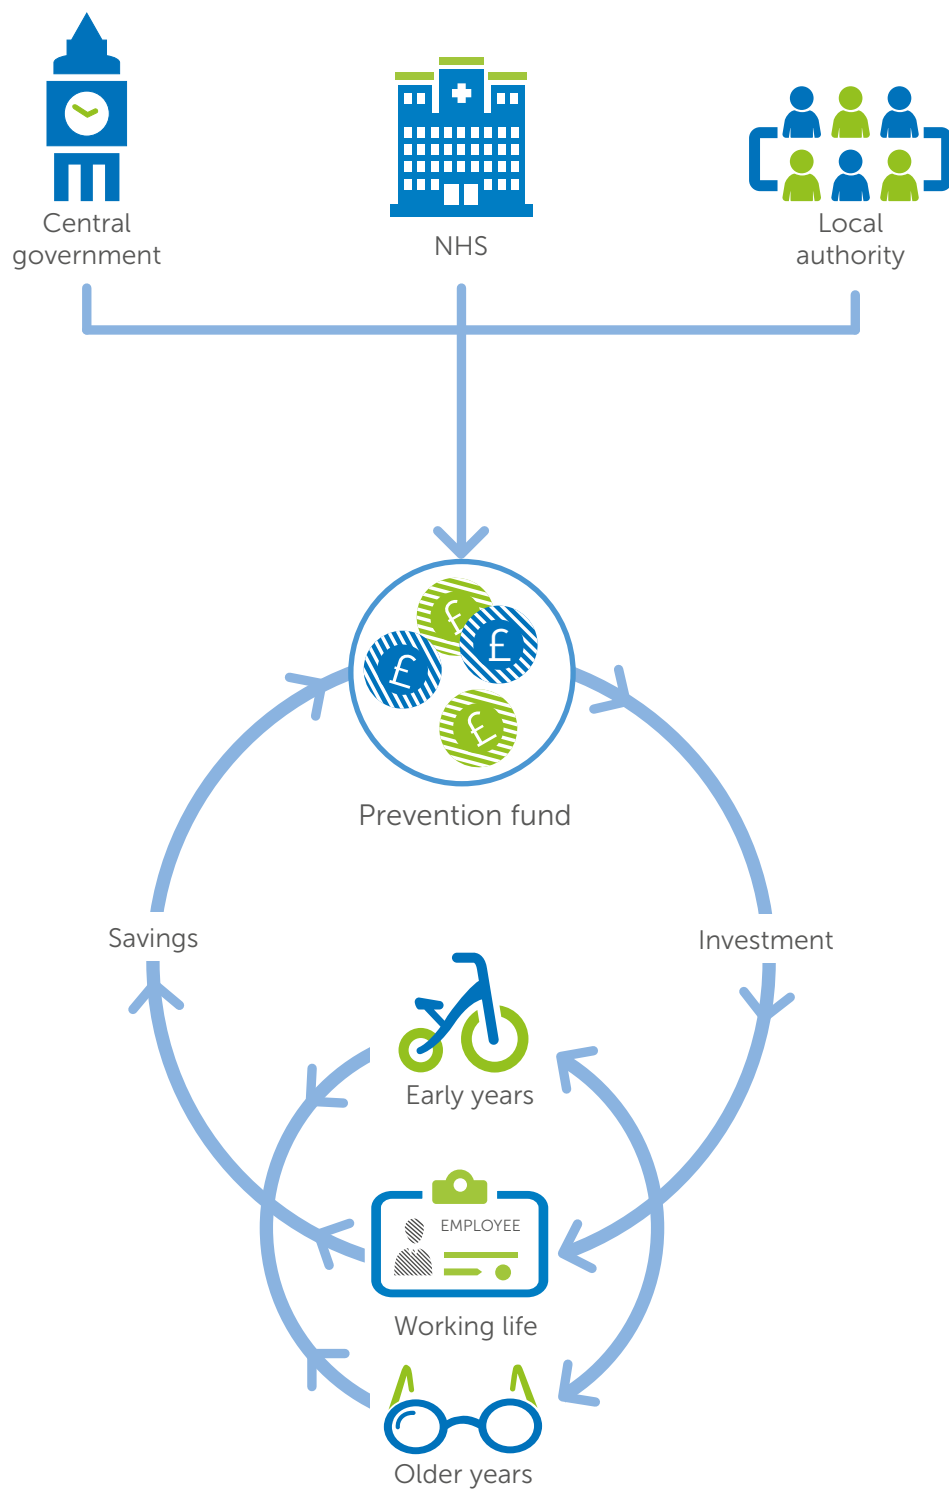 Central
government
NHS
Local
authority
£
£
£
£
Prevention fund
Savings
Investment
Early years
EMPLOYEE
Working life
Older years